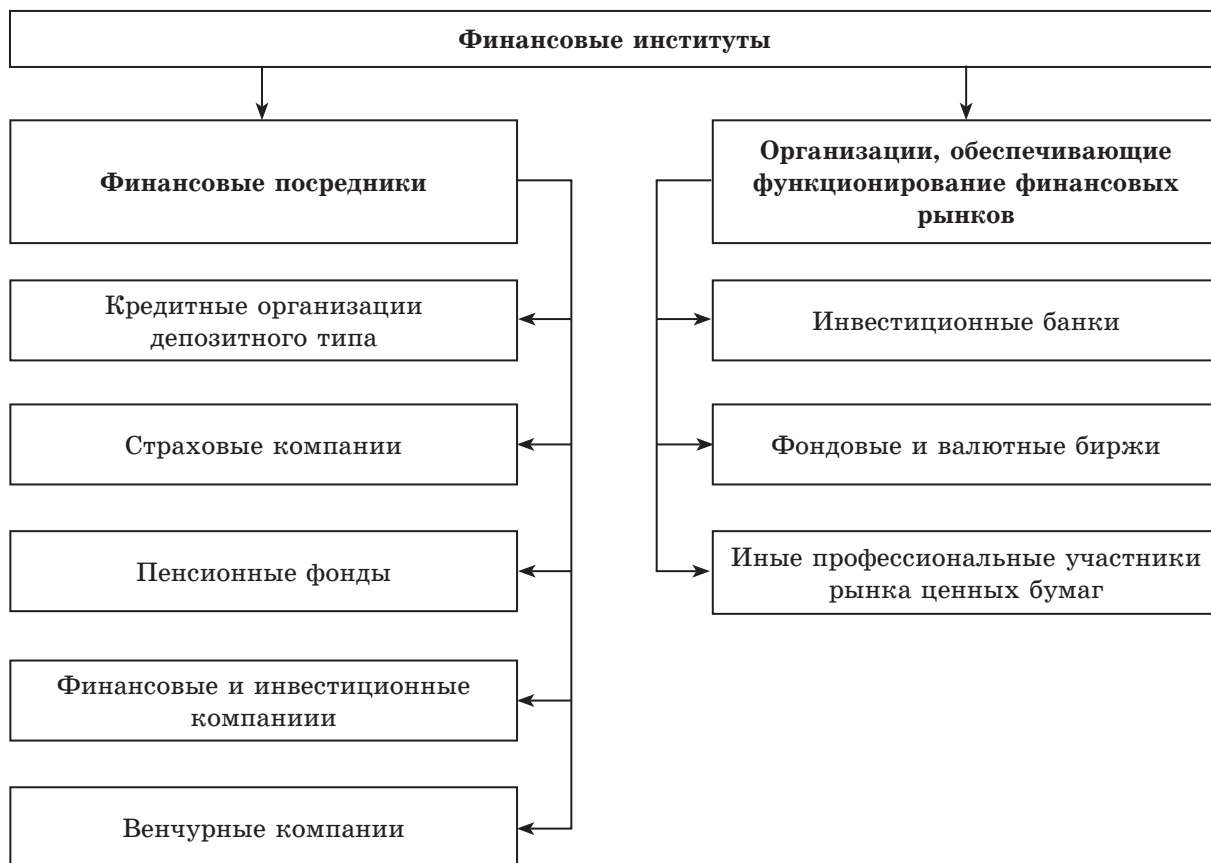 Финансовые институты
Финансовые посредники
Кредитные организации
депозитного типа
Страховые компании
Пенсионные фонды
Финансовые и инвестиционные
компаниии
Венчурные компании
Организации, обеспечивающие
функционирование финансовых
рынков
Инвестиционные банки
Фондовые и валютные биржи
Иные профессиональные участники
рынка ценных бумаг